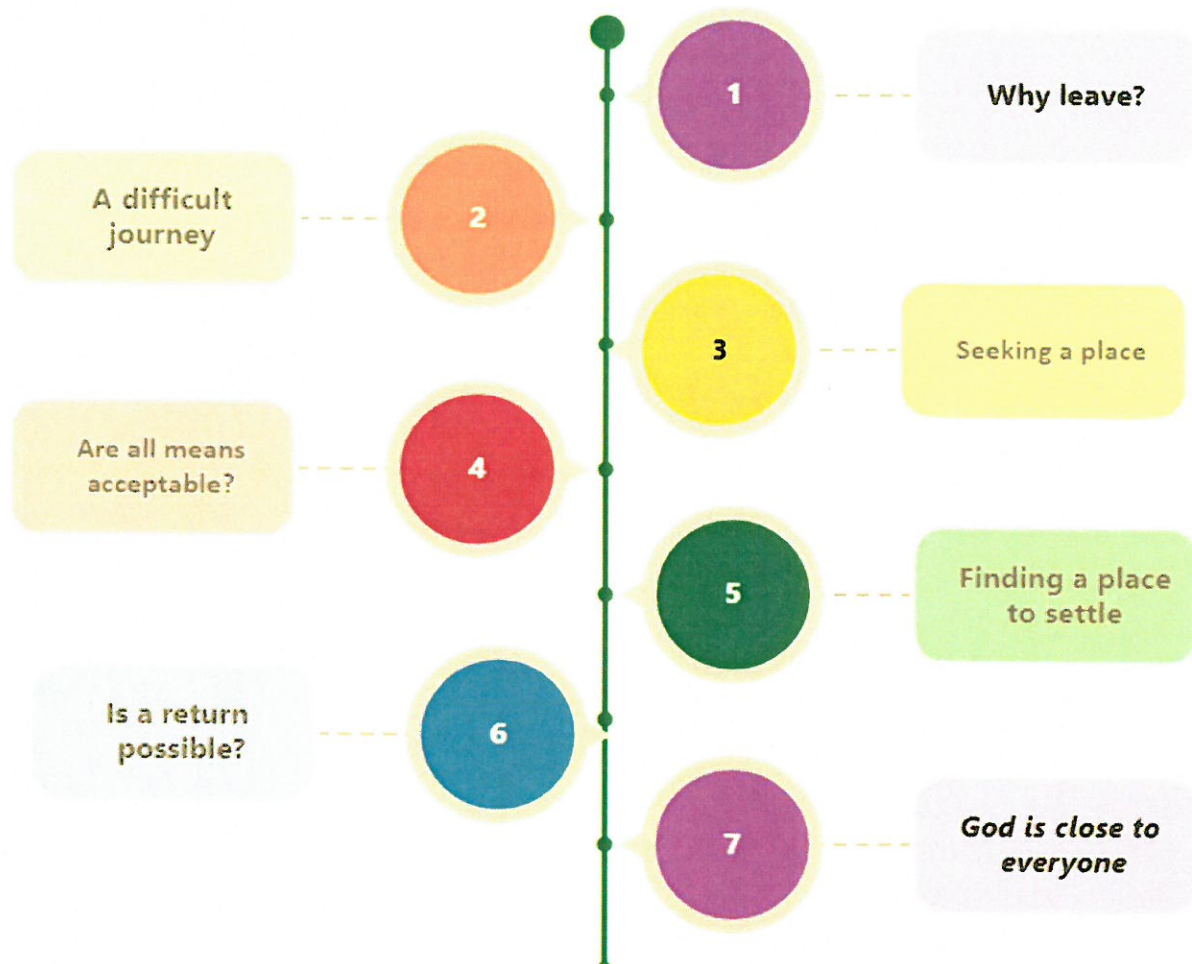 1
Why leave?
2
A difficult
journey
3
Seeking a place
4
Are all means
acceptable?
5
Finding a place
to settle
6
Is a return
possible?
7
God is close to
everyone